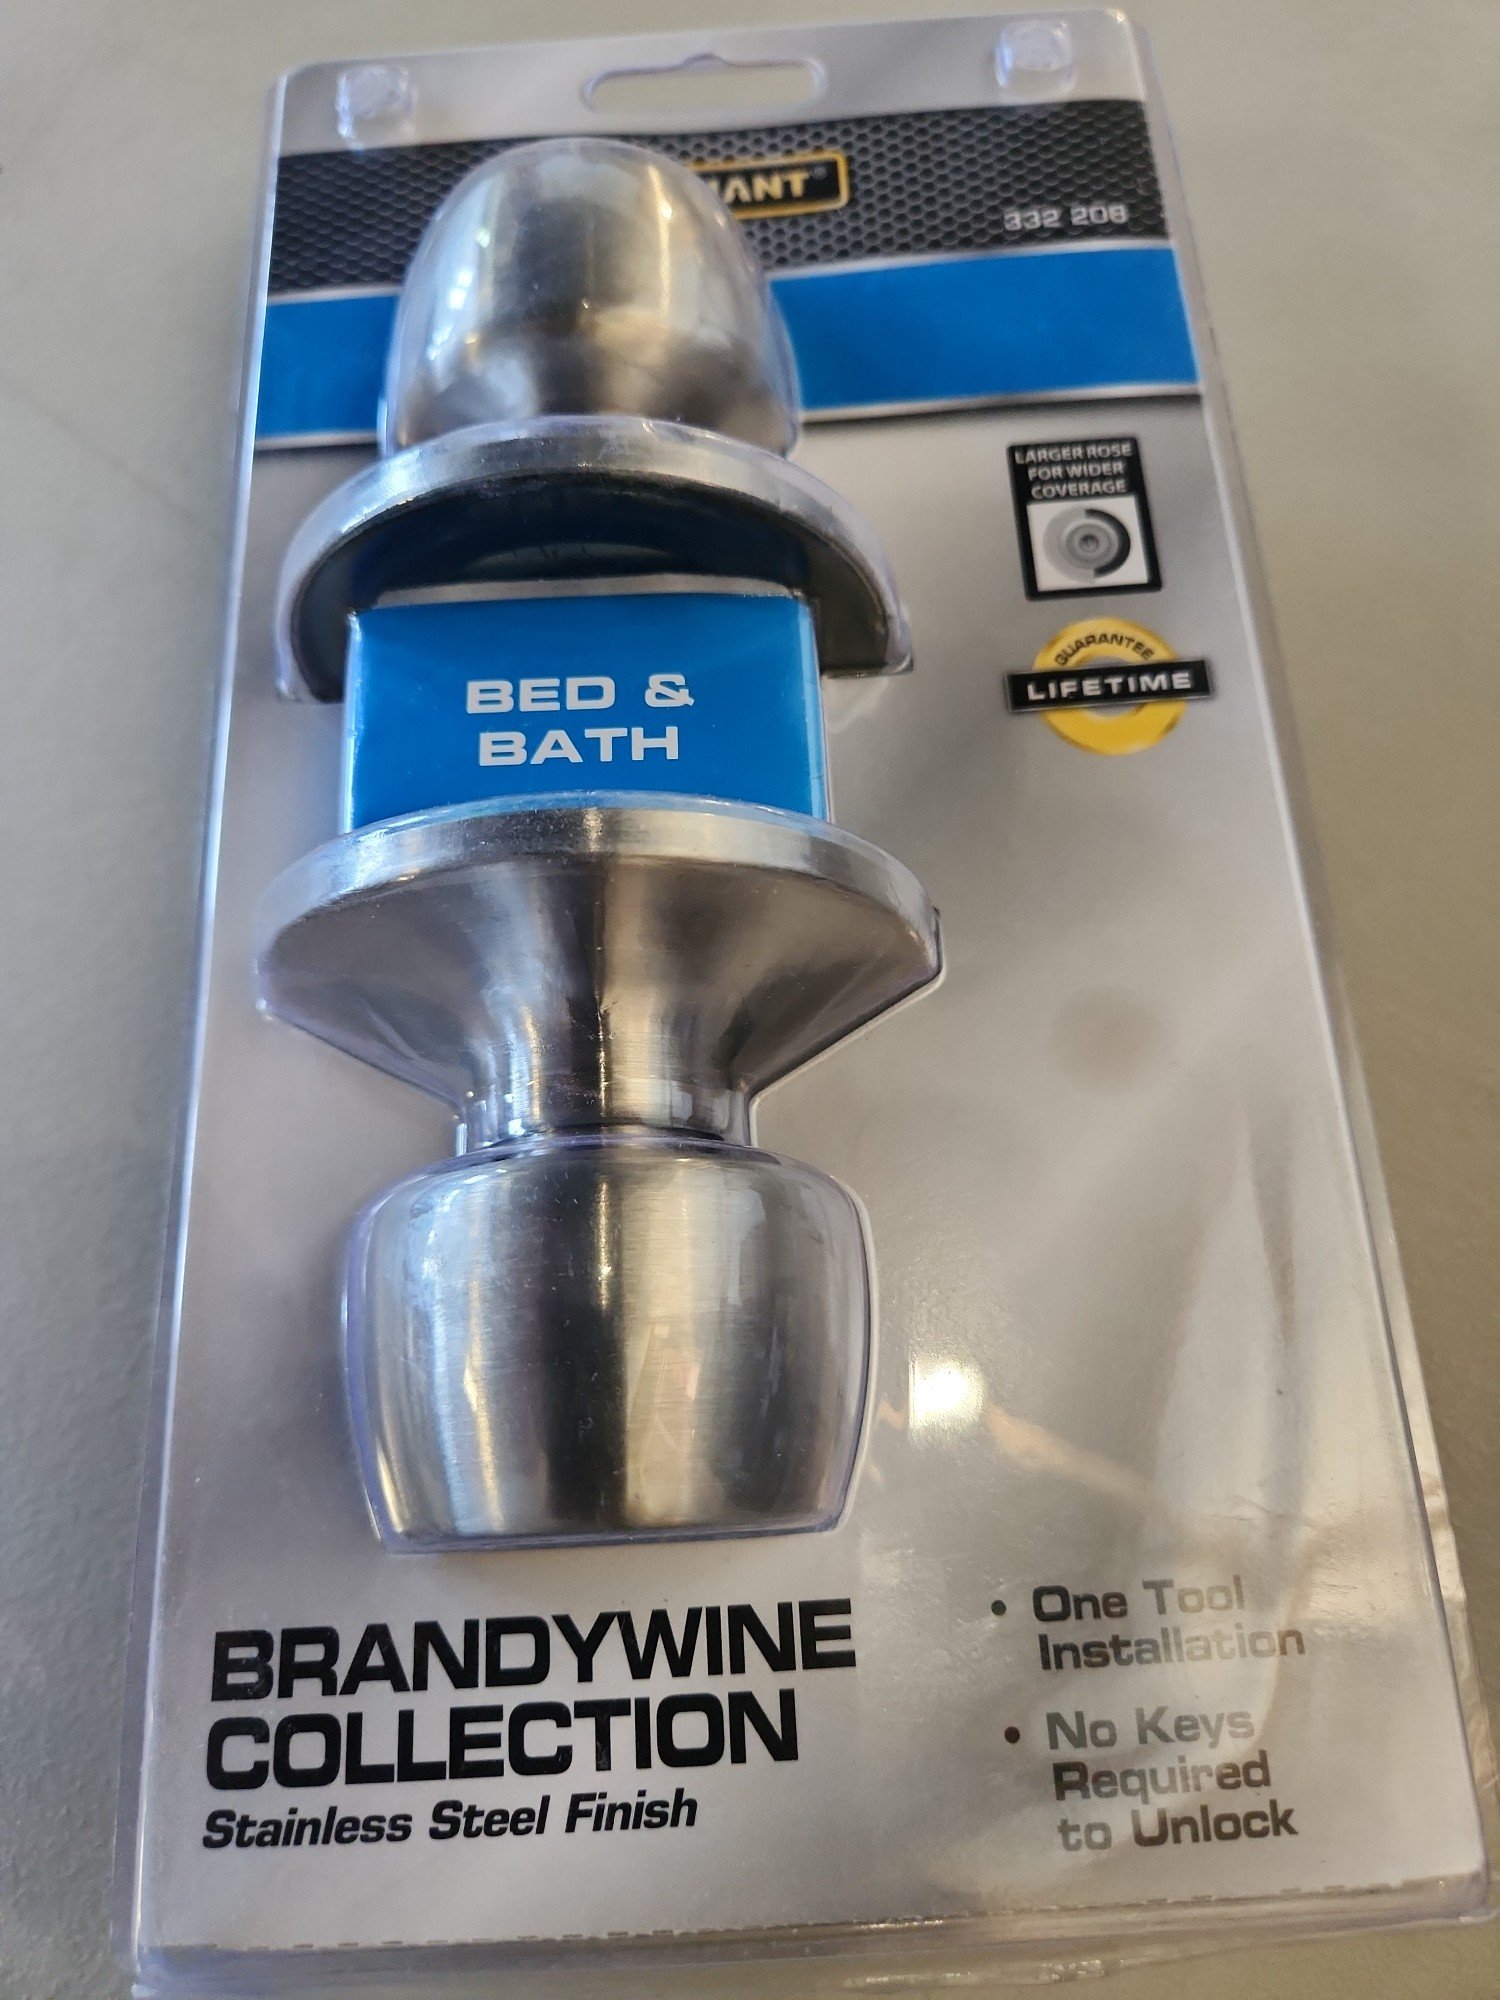 332 208
LARGER ROSE
FOR WIDER
COVERAGE
GUARANTEE
LIFETIME
BED &
BATH
BRANDYWINE
COLLECTION
Stainless Steel Finish
• One Tool
Installation
• No Keys
Required
to Unlock